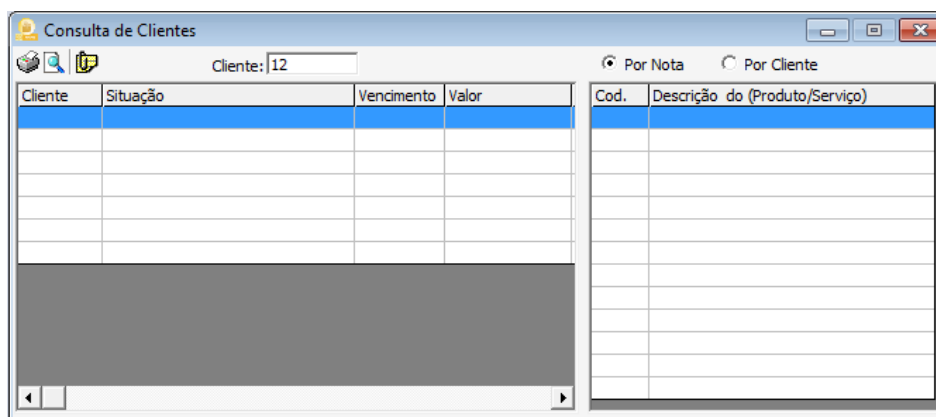 Consulta de Clientes
Cliente: 12
Por Nota Por Cliente
Cliente Situação Vencimento Valor
Cod. Descrição do (Produto/Serviço)